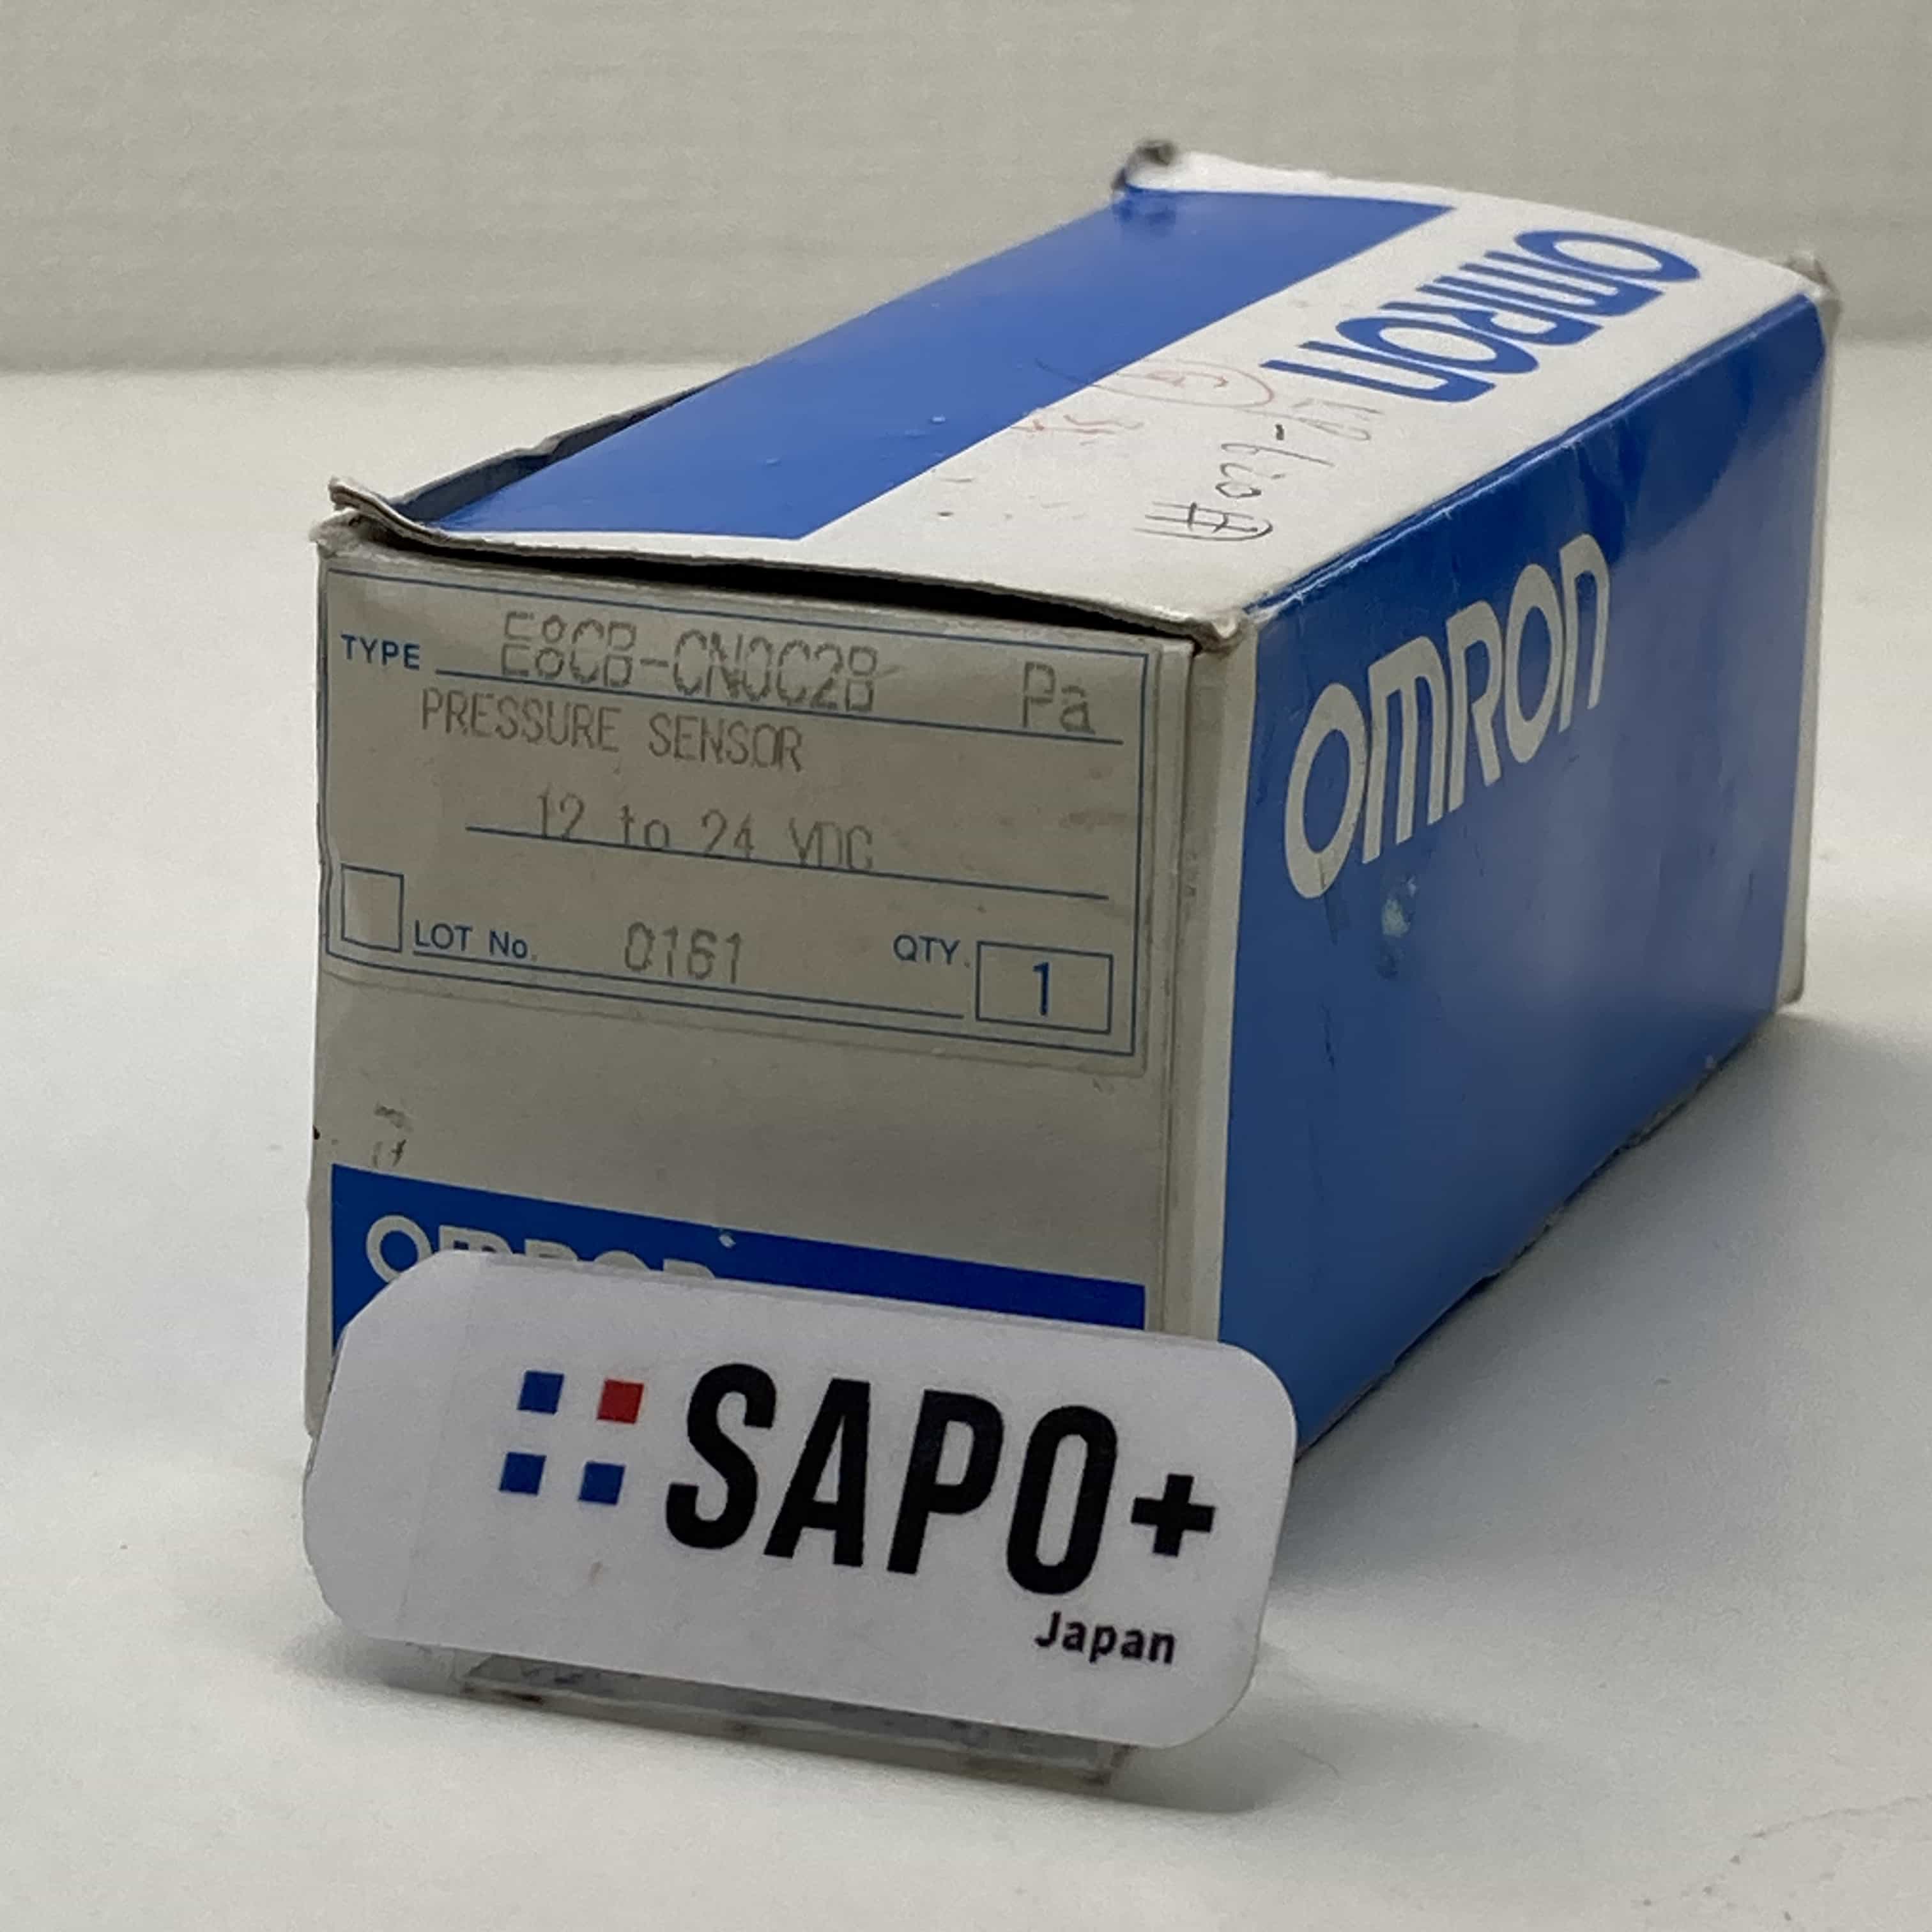 OMRON
OMRON
TYPE E8CB-CN0C2B Pa
PRESSURE SENSOR
12 to 24 VDC
LOT No. 0161 QTY. 1
OMRON
SAPO+
Japan